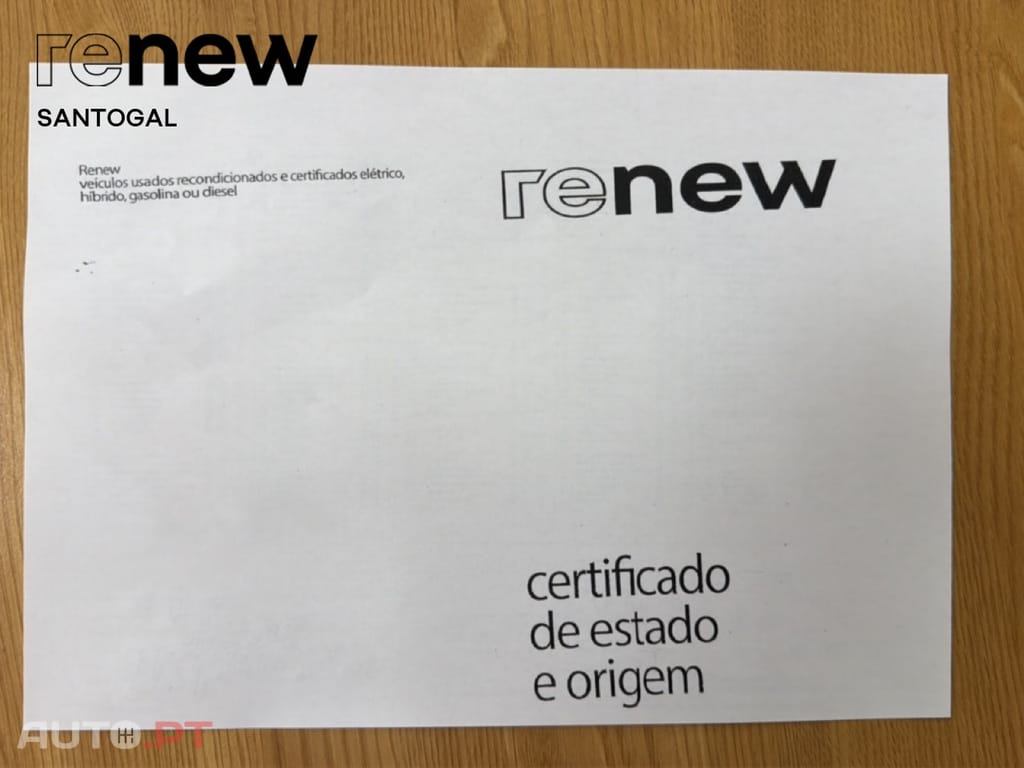 renew
SANTOGAL
Renew
veículos usados recondicionados e certificados elétrico,
híbrido, gasolina ou diesel
renew
certificado
de estado
e origem
AUTO.PT